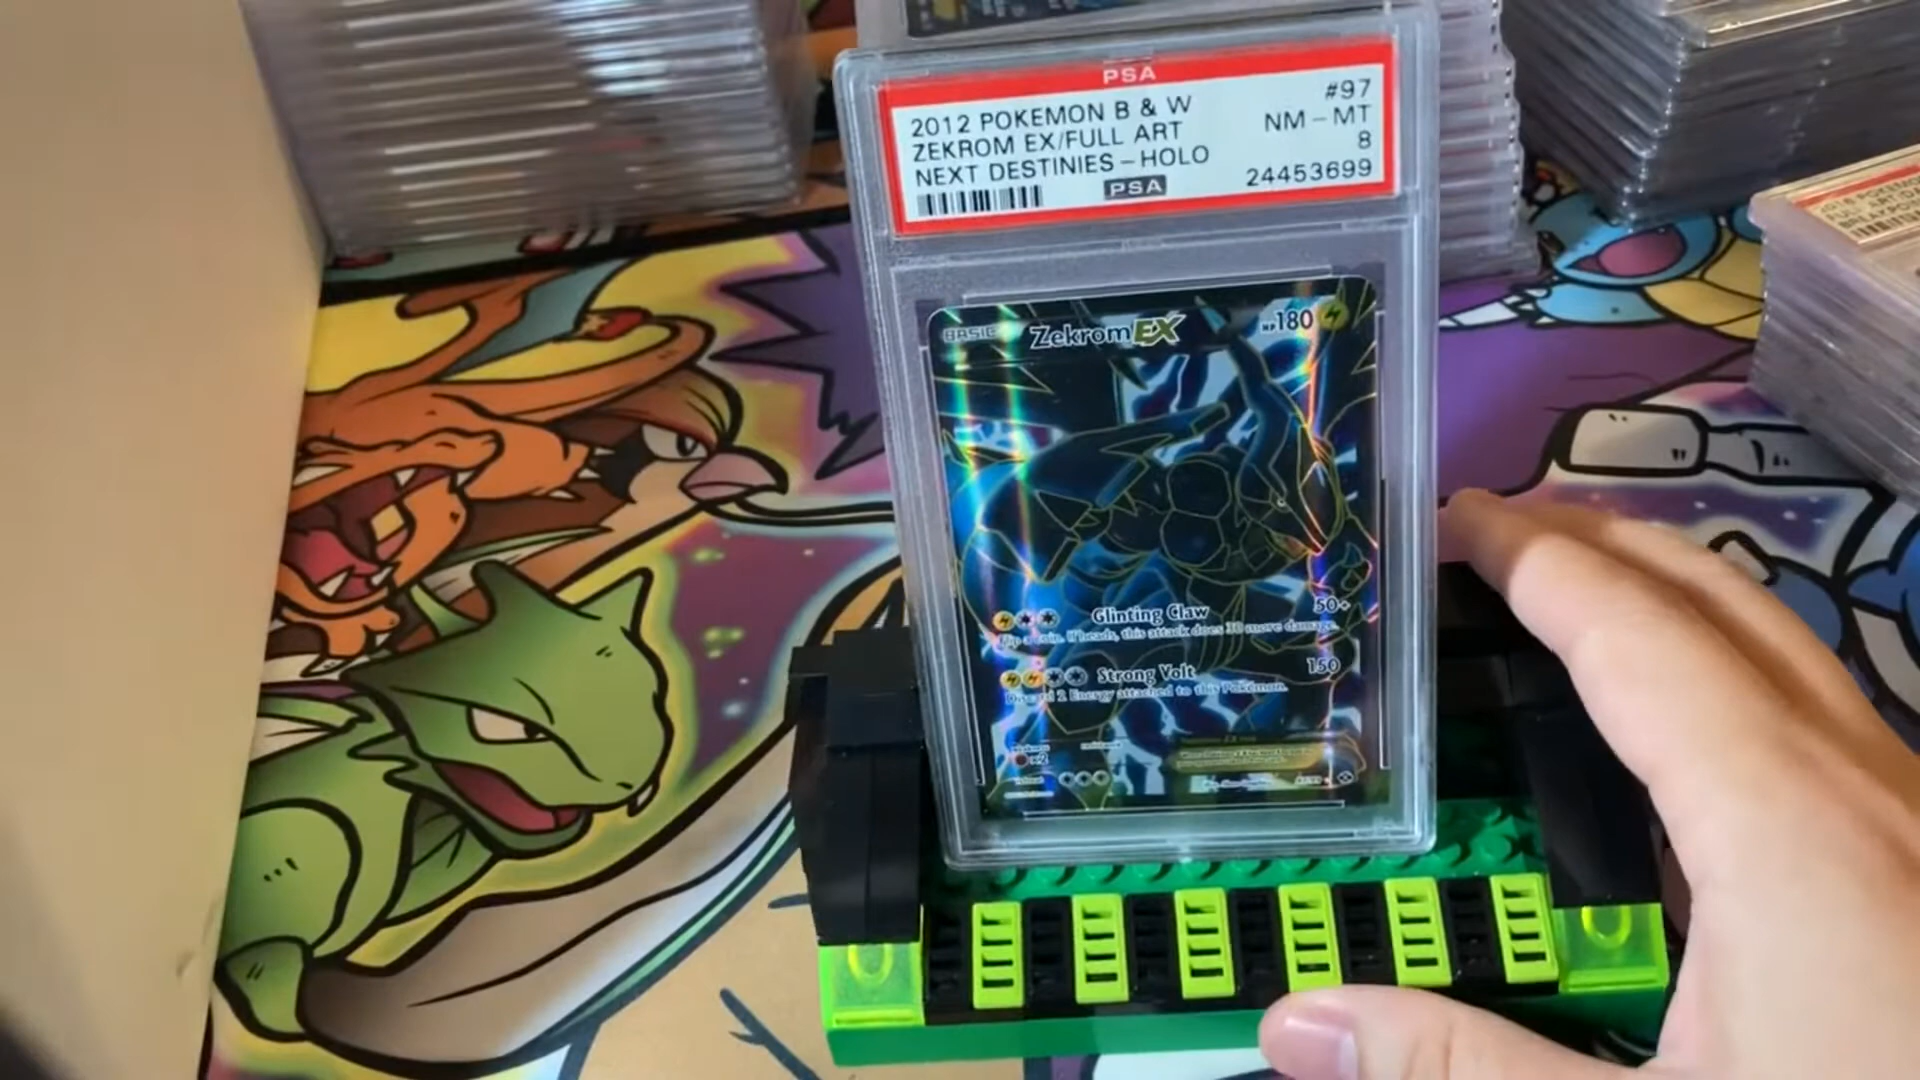 PSA
2012 POKEMON B & W #97
ZEKROM EX/FULL ART NM - MT
NEXT DESTINIES - HOLO 8
PSA 24453699
BASIC Zekrom EX HP180
Glinting Claw 50+
Flip a coin. If heads, this attack does 30 more damage.
Strong Volt 150
Discard 2 Energy attached to this Pokémon.
weakness
×2